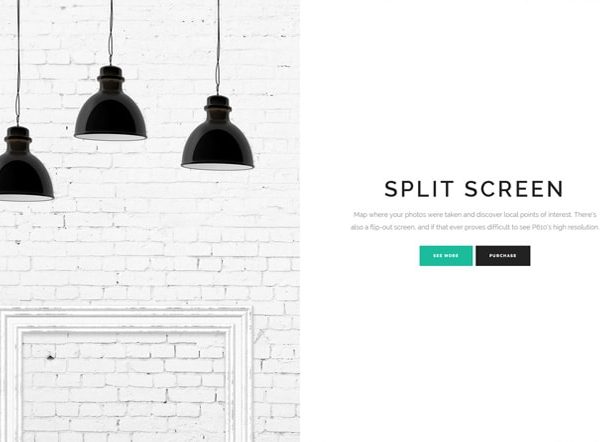 SPLIT SCREEN
Map where your photos were taken and discover local points of interest. There's
also a flip-out screen, and if that ever proves difficult to see P610's high resolution
SEE MORE
PURCHASE